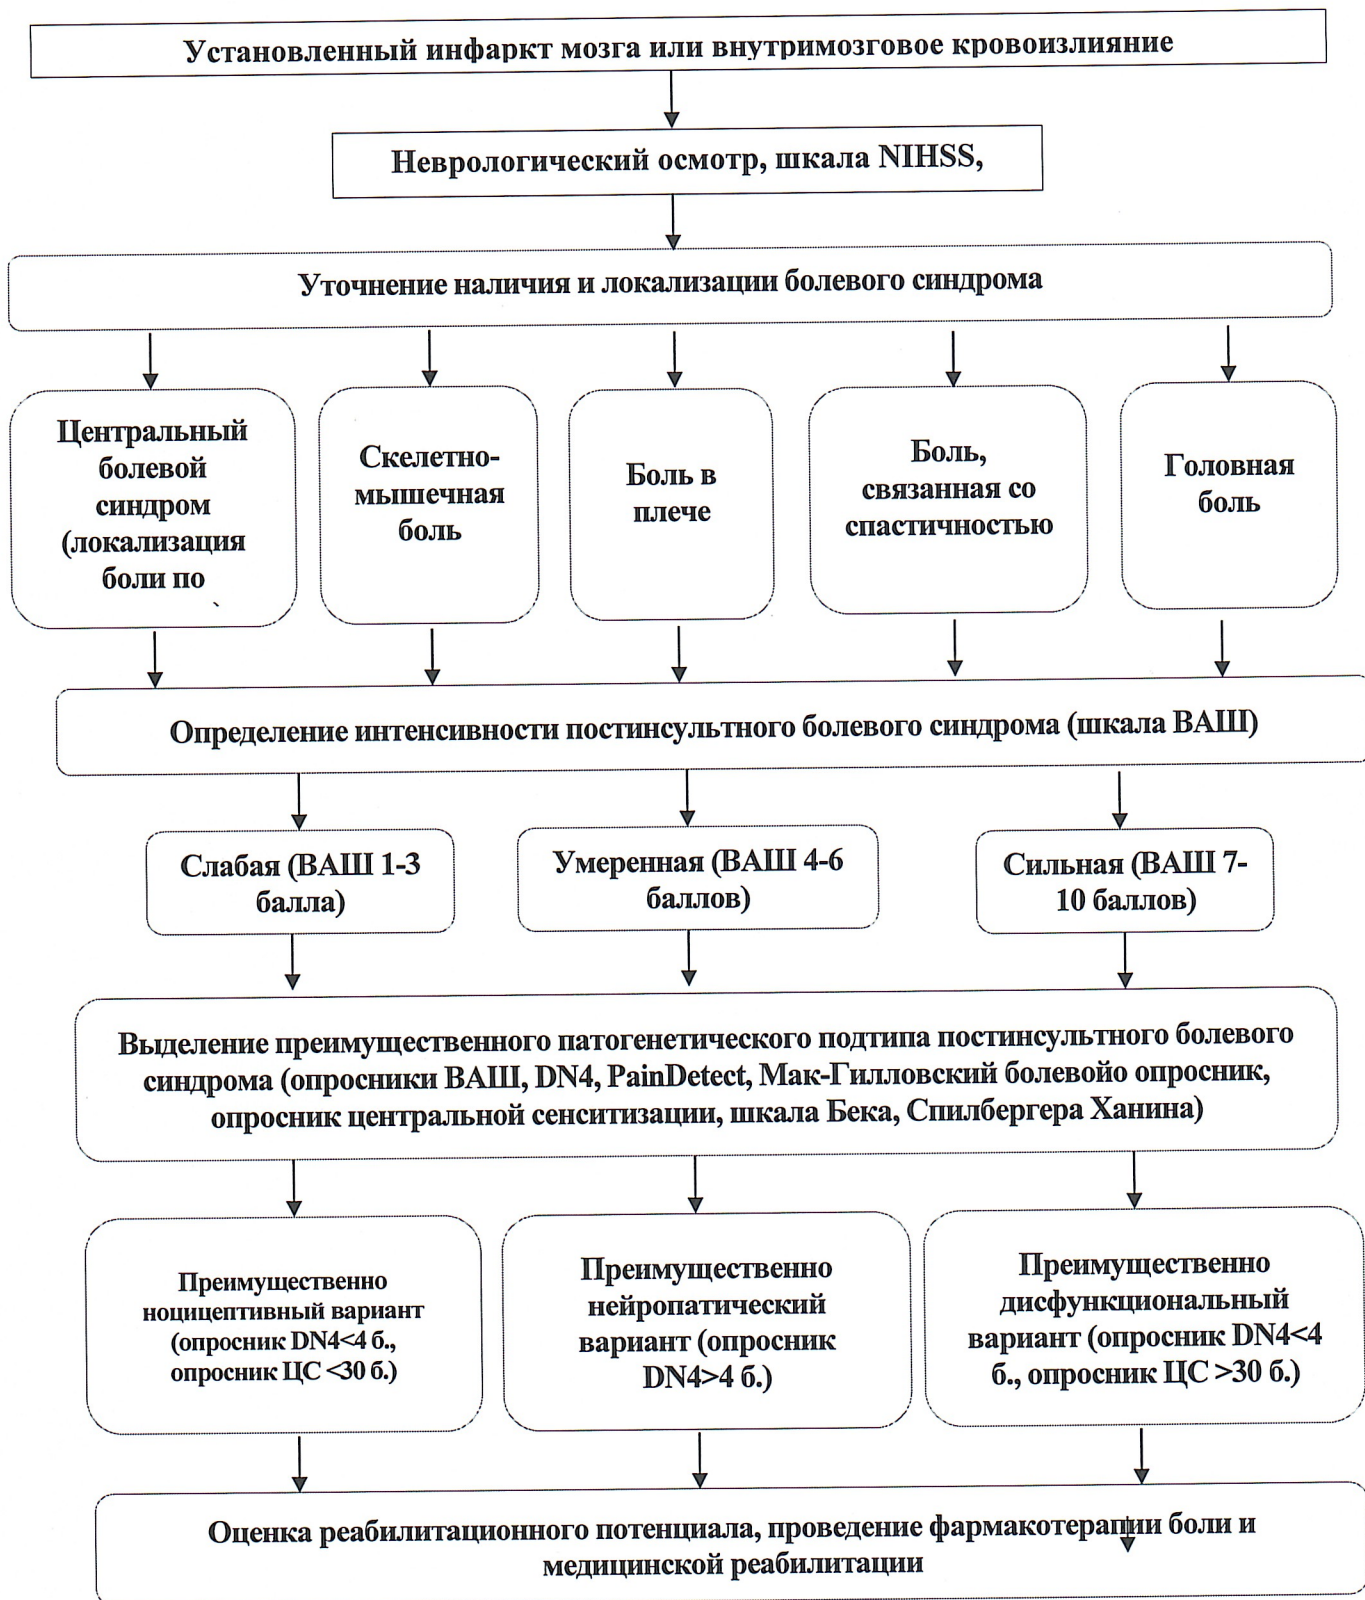 Установленный инфаркт мозга или внутримозговое кровоизлияние
Неврологический осмотр, шкала NIHSS,
Уточнение наличия и локализации болевого синдрома
Центральный
болевой
синдром
(локализация
боли по
Скелетно-
мышечная
боль
Боль в
плече
Боль,
связанная со
спастичностью
Головная
боль
Определение интенсивности постинсультного болевого синдрома (шкала ВАШ)
Слабая (ВАШ 1-3
балла)
Умеренная (ВАШ 4-6
баллов)
Сильная (ВАШ 7-
10 баллов)
Выделение преимущественного патогенетического подтипа постинсультного болевого
синдрома (опросники ВАШ, DN4, PainDetect, Мак-Гилловский болевойо опросник,
опросник центральной сенситизации, шкала Бека, Спилбергера Ханина)
Преимущественно
ноцицептивный вариант
(опросник DN4<4 б.,
опросник ЦС <30 б.)
Преимущественно
нейропатический
вариант (опросник
DN4>4 б.)
Преимущественно
дисфункциональный
вариант (опросник DN4<4
б., опросник ЦС >30 б.)
Оценка реабилитационного потенциала, проведение фармакотерапии боли и
медицинской реабилитации